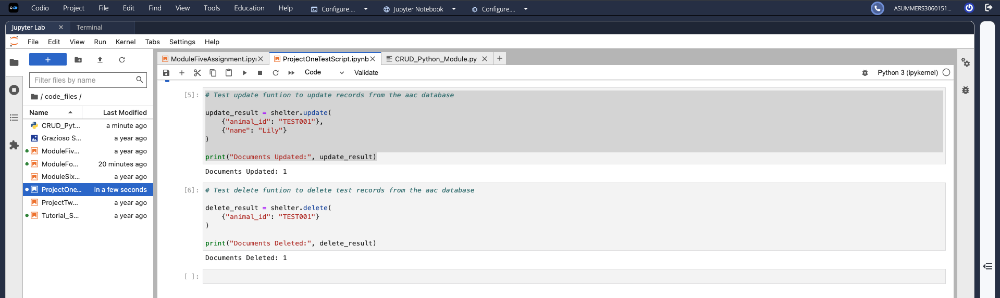 Codio Project File Edit Find View Tools Education Help Configure.... Jupyter Notebook Configure.... ASUMMERS3060151...
Jupyter Lab Terminal
File Edit View Run Kernel Tabs Settings Help
ModuleFiveAssignment.ipyn ProjectOneTestScript.ipynb CRUD_Python_Module.py
Code Validate Python 3 (ipykernel)
Filter files by name
/ code_files /
Name Last Modified
CRUD_Pyt... a minute ago
Grazioso S... a year ago
ModuleFiv... a year ago
ModuleFo... 20 minutes ago
ModuleSix... a year ago
ProjectOne... in a few seconds
ProjectTw... a year ago
Tutorial_S... a year ago
[5]: # Test update funtion to update records from the aac database
update_result = shelter.update(
{"animal_id": "TEST001"},
{"name": "Lily"}
)
print("Documents Updated:", update_result)
Documents Updated: 1
[6]: # Test delete funtion to delete test records from the aac database
delete_result = shelter.delete(
{"animal_id": "TEST001"}
)
print("Documents Deleted:", delete_result)
Documents Deleted: 1
[ ]: